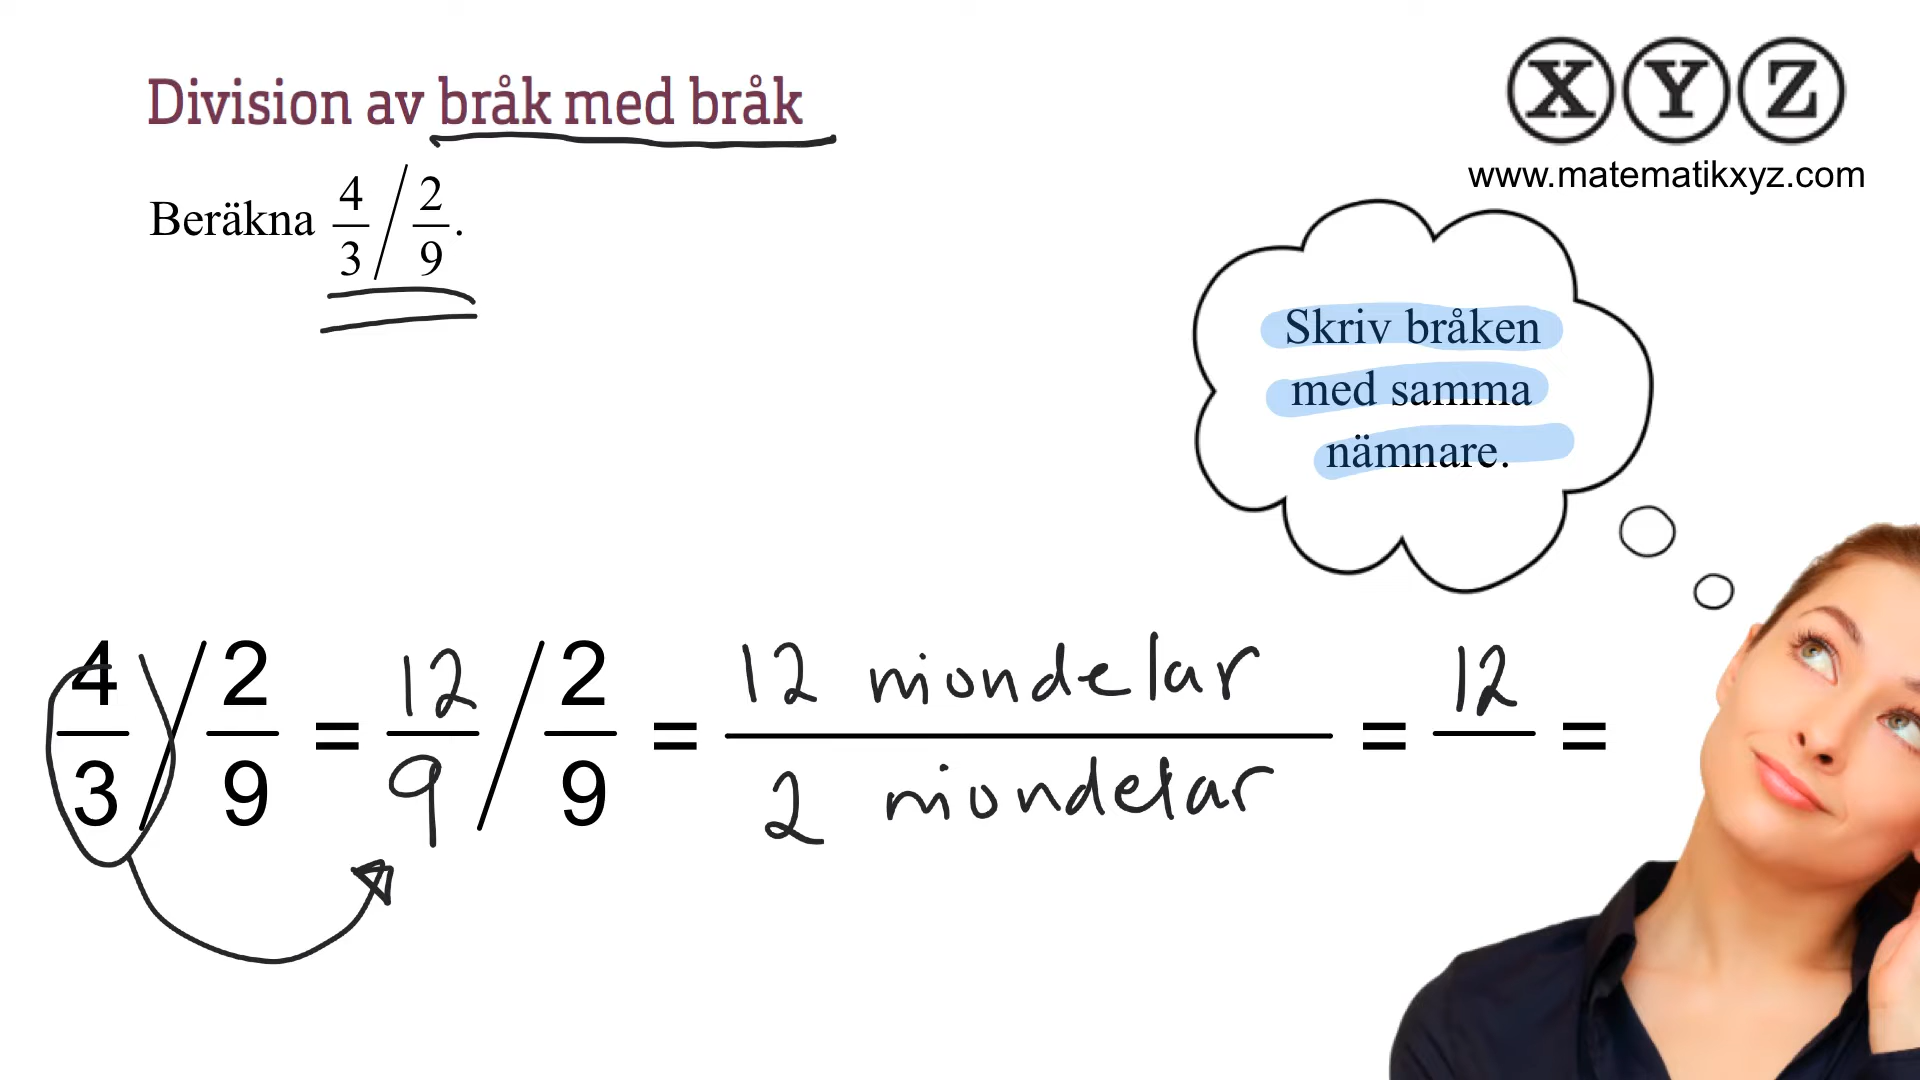 Division av bråk med bråk
XYZ
www.matematikxyz.com
Beräkna 4/3 / 2/9.
Skriv bråken
med samma
nämnare.
4/3 / 2/9 = 12/9 / 2/9 = 12 niondelar / 2 niondelar = 12/ =